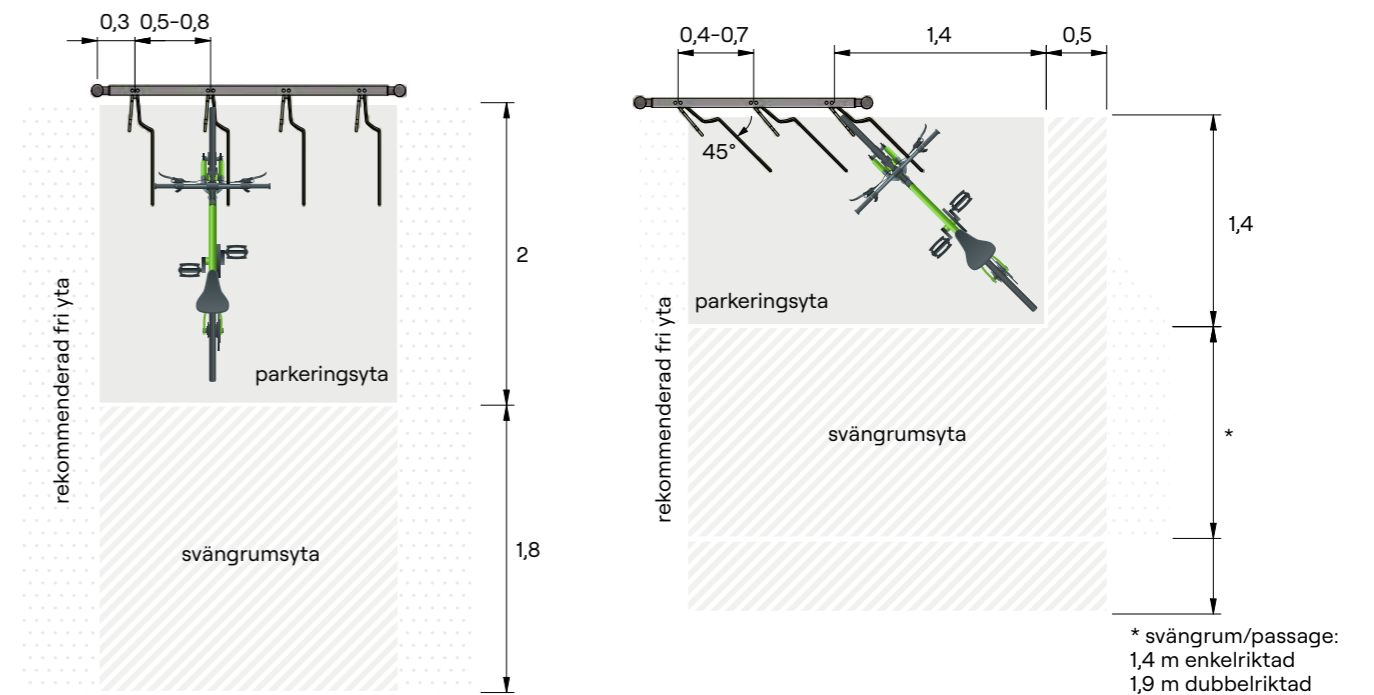 0,3 0,5-0,8
2
rekommenderad fri yta
parkeringsyta
svängrumsyta
1,8
0,4-0,7
1,4
0,5
45°
1,4
parkeringsyta
rekommenderad fri yta
svängrumsyta
*
* svängrum/passage:
1,4 m enkelriktad
1,9 m dubbelriktad